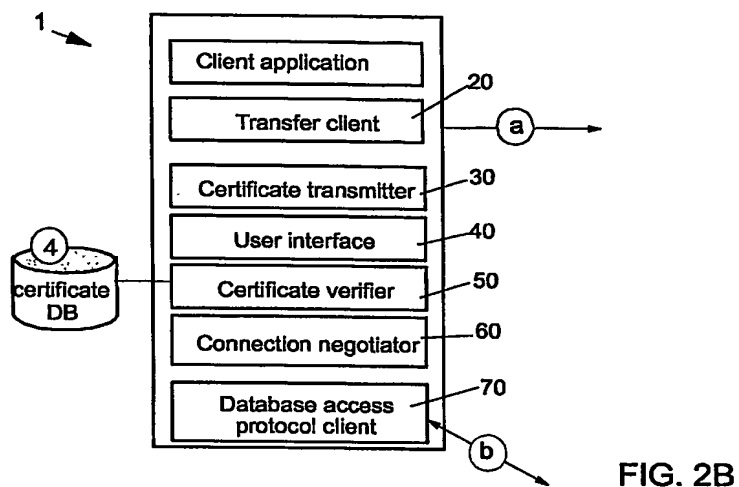 1
Client application
20
Transfer client
a
30
Certificate transmitter
40
User interface
4
certificate
DB
50
Certificate verifier
60
Connection negotiator
70
Database access
protocol client
b
FIG. 2B